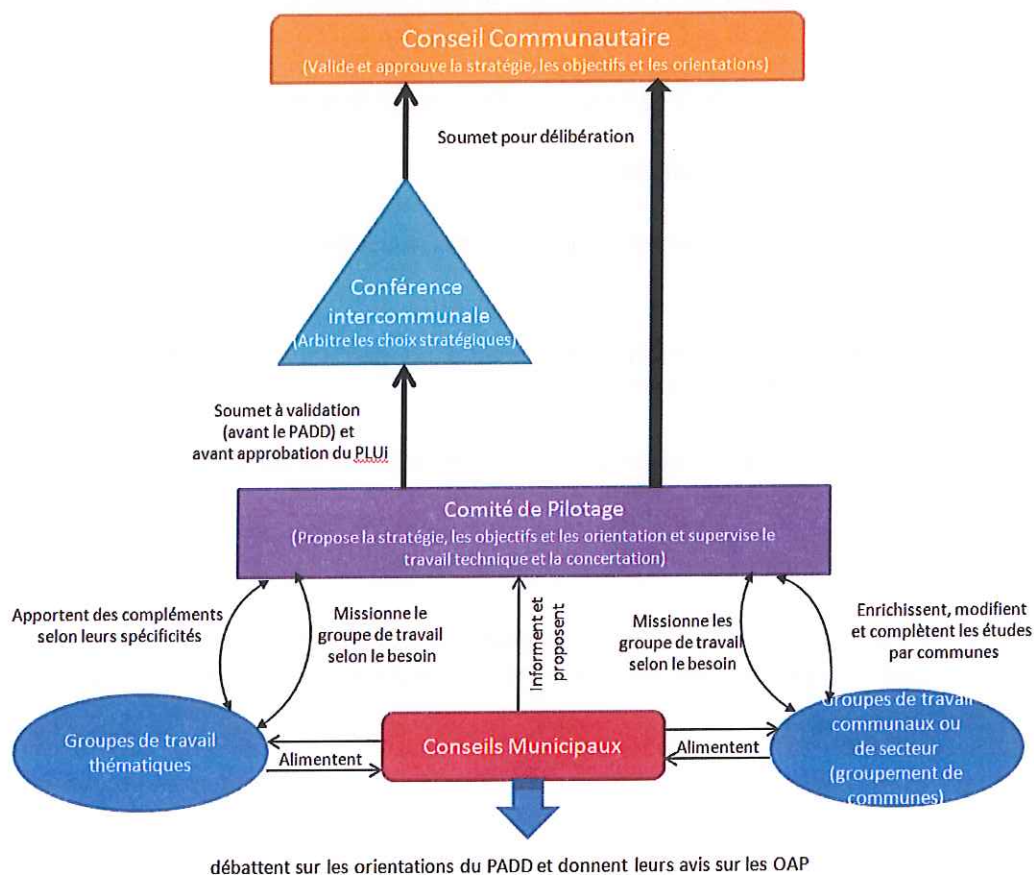 Conseil Communautaire
(Valide et approuve la stratégie, les objectifs et les orientations)
Soumet pour délibération
Conférence
intercommunale
(Arbitre les choix stratégiques)
Soumet à validation
(avant le PADD) et
avant approbation du PLUi
Comité de Pilotage
(Propose la stratégie, les objectifs et les orientation et supervise le
travail technique et la concertation)
Apportent des compléments
selon leurs spécificités
Missionne le
groupe de travail
selon le besoin
Informent et
proposent
Missionne les
groupe de travail
selon le besoin
Enrichissent, modifient
et complètent les études
par communes
Groupes de travail
thématiques
Alimentent
Conseils Municipaux
Alimentent
Groupes de travail
communaux ou
de secteur
(groupement de
communes)
débattent sur les orientations du PADD et donnent leurs avis sur les OAP